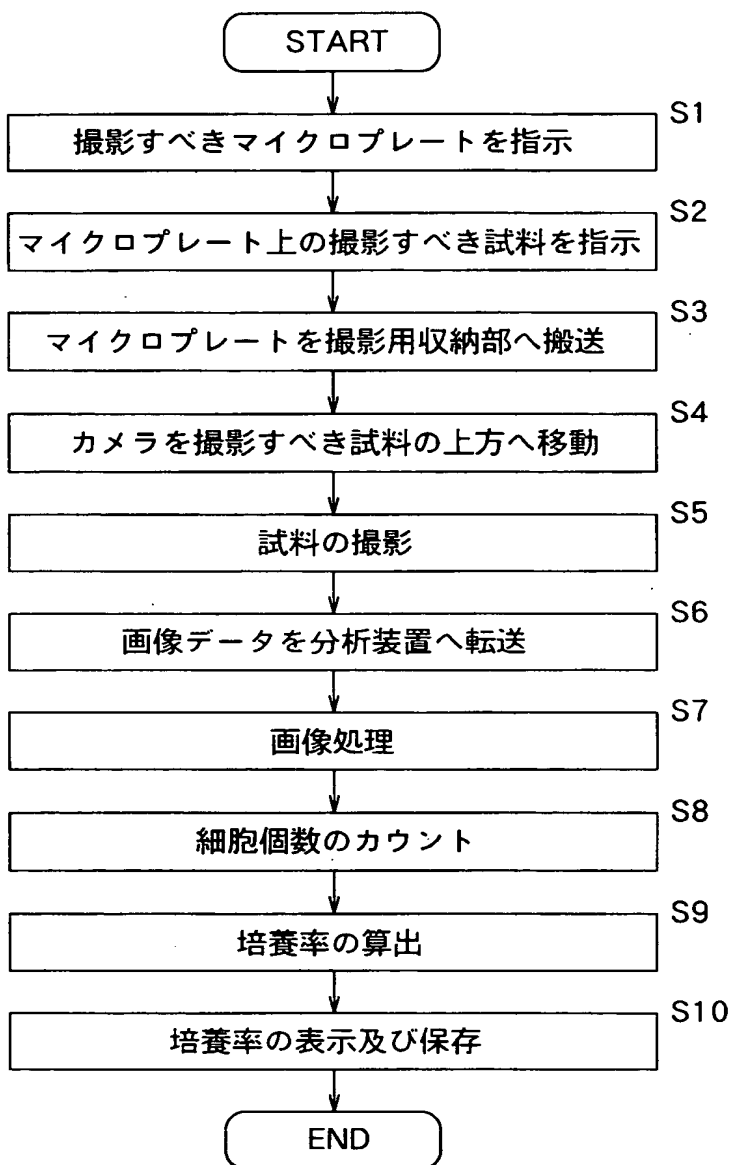 START
S1
撮影すべきマイクロプレートを指示
S2
マイクロプレート上の撮影すべき試料を指示
S3
マイクロプレートを撮影用収納部へ搬送
S4
カメラを撮影すべき試料の上方へ移動
S5
試料の撮影
S6
画像データを分析装置へ転送
S7
画像処理
S8
細胞個数のカウント
S9
培養率の算出
S10
培養率の表示及び保存
END